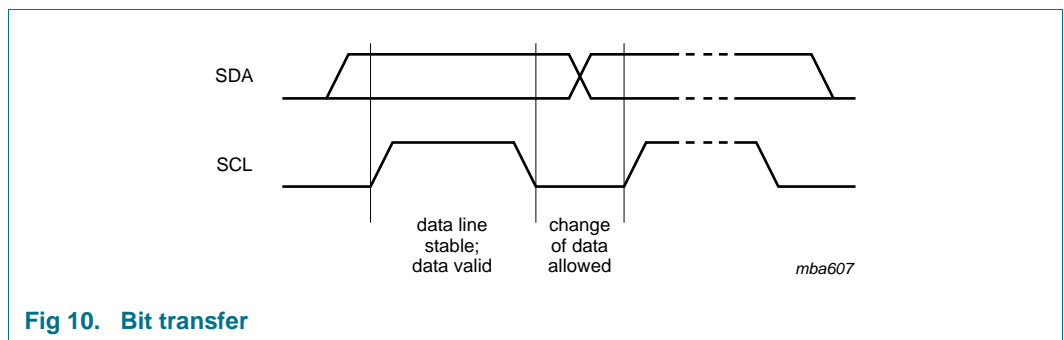 SDA
SCL
data line
stable;
data valid
change
of data
allowed
mba607
Fig 10. Bit transfer